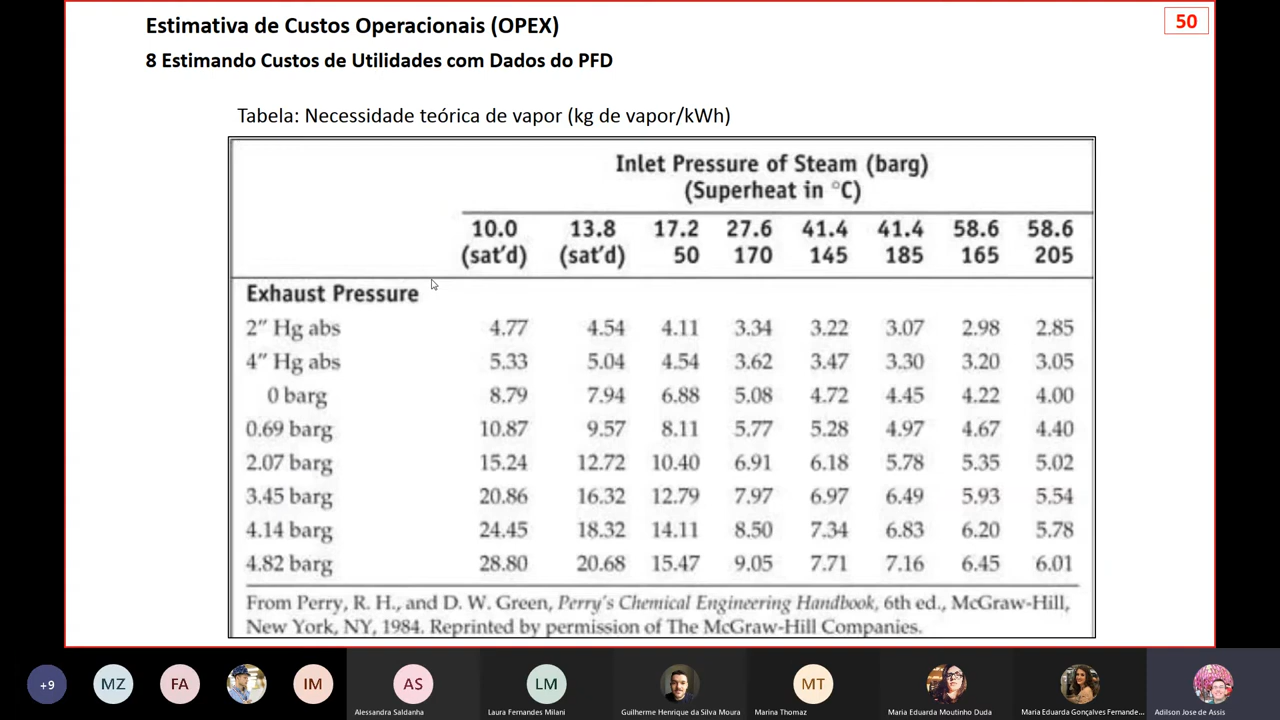 Estimativa de Custos Operacionais (OPEX)
50
8 Estimando Custos de Utilidades com Dados do PFD
Tabela: Necessidade teórica de vapor (kg de vapor/kWh)
Inlet Pressure of Steam (barg)
(Superheat in °C)
10.0 13.8 17.2 27.6 41.4 41.4 58.6 58.6
(sat'd) (sat'd) 50 170 145 185 165 205
Exhaust Pressure
2" Hg abs 4.77 4.54 4.11 3.34 3.22 3.07 2.98 2.85
4" Hg abs 5.33 5.04 4.54 3.62 3.47 3.30 3.20 3.05
0 barg 8.79 7.94 6.88 5.08 4.72 4.45 4.22 4.00
0.69 barg 10.87 9.57 8.11 5.77 5.28 4.97 4.67 4.40
2.07 barg 15.24 12.72 10.40 6.91 6.18 5.78 5.35 5.02
3.45 barg 20.86 16.32 12.79 7.97 6.97 6.49 5.93 5.54
4.14 barg 24.45 18.32 14.11 8.50 7.34 6.83 6.20 5.78
4.82 barg 28.80 20.68 15.47 9.05 7.71 7.16 6.45 6.01
From Perry, R. H., and D. W. Green, Perry's Chemical Engineering Handbook, 6th ed., McGraw-Hill,
New York, NY, 1984. Reprinted by permission of The McGraw-Hill Companies.
+9 MZ FA IM AS LM MT
Alessandra Saldanha Laura Fernandes Milani Guilherme Henrique da Silva Moura Marina Thomaz Maria Eduarda Moutinho Duda Maria Eduarda Gonçalves Fernande... Adilson Jose de Assis